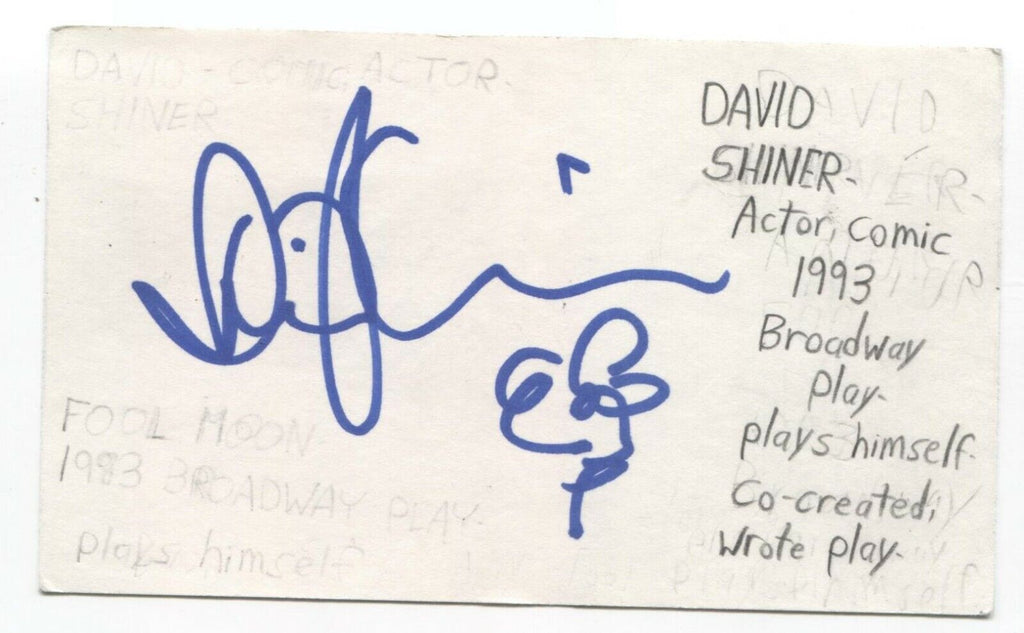 DAVID - COMIC, ACTOR.
SHINER
DAVID
SHINER-
Actor, comic
1993
Broadway
play.
plays himself.
Co-created,
wrote play.
FOOL MOON
1993 BROADWAY PLAY.
plays himself